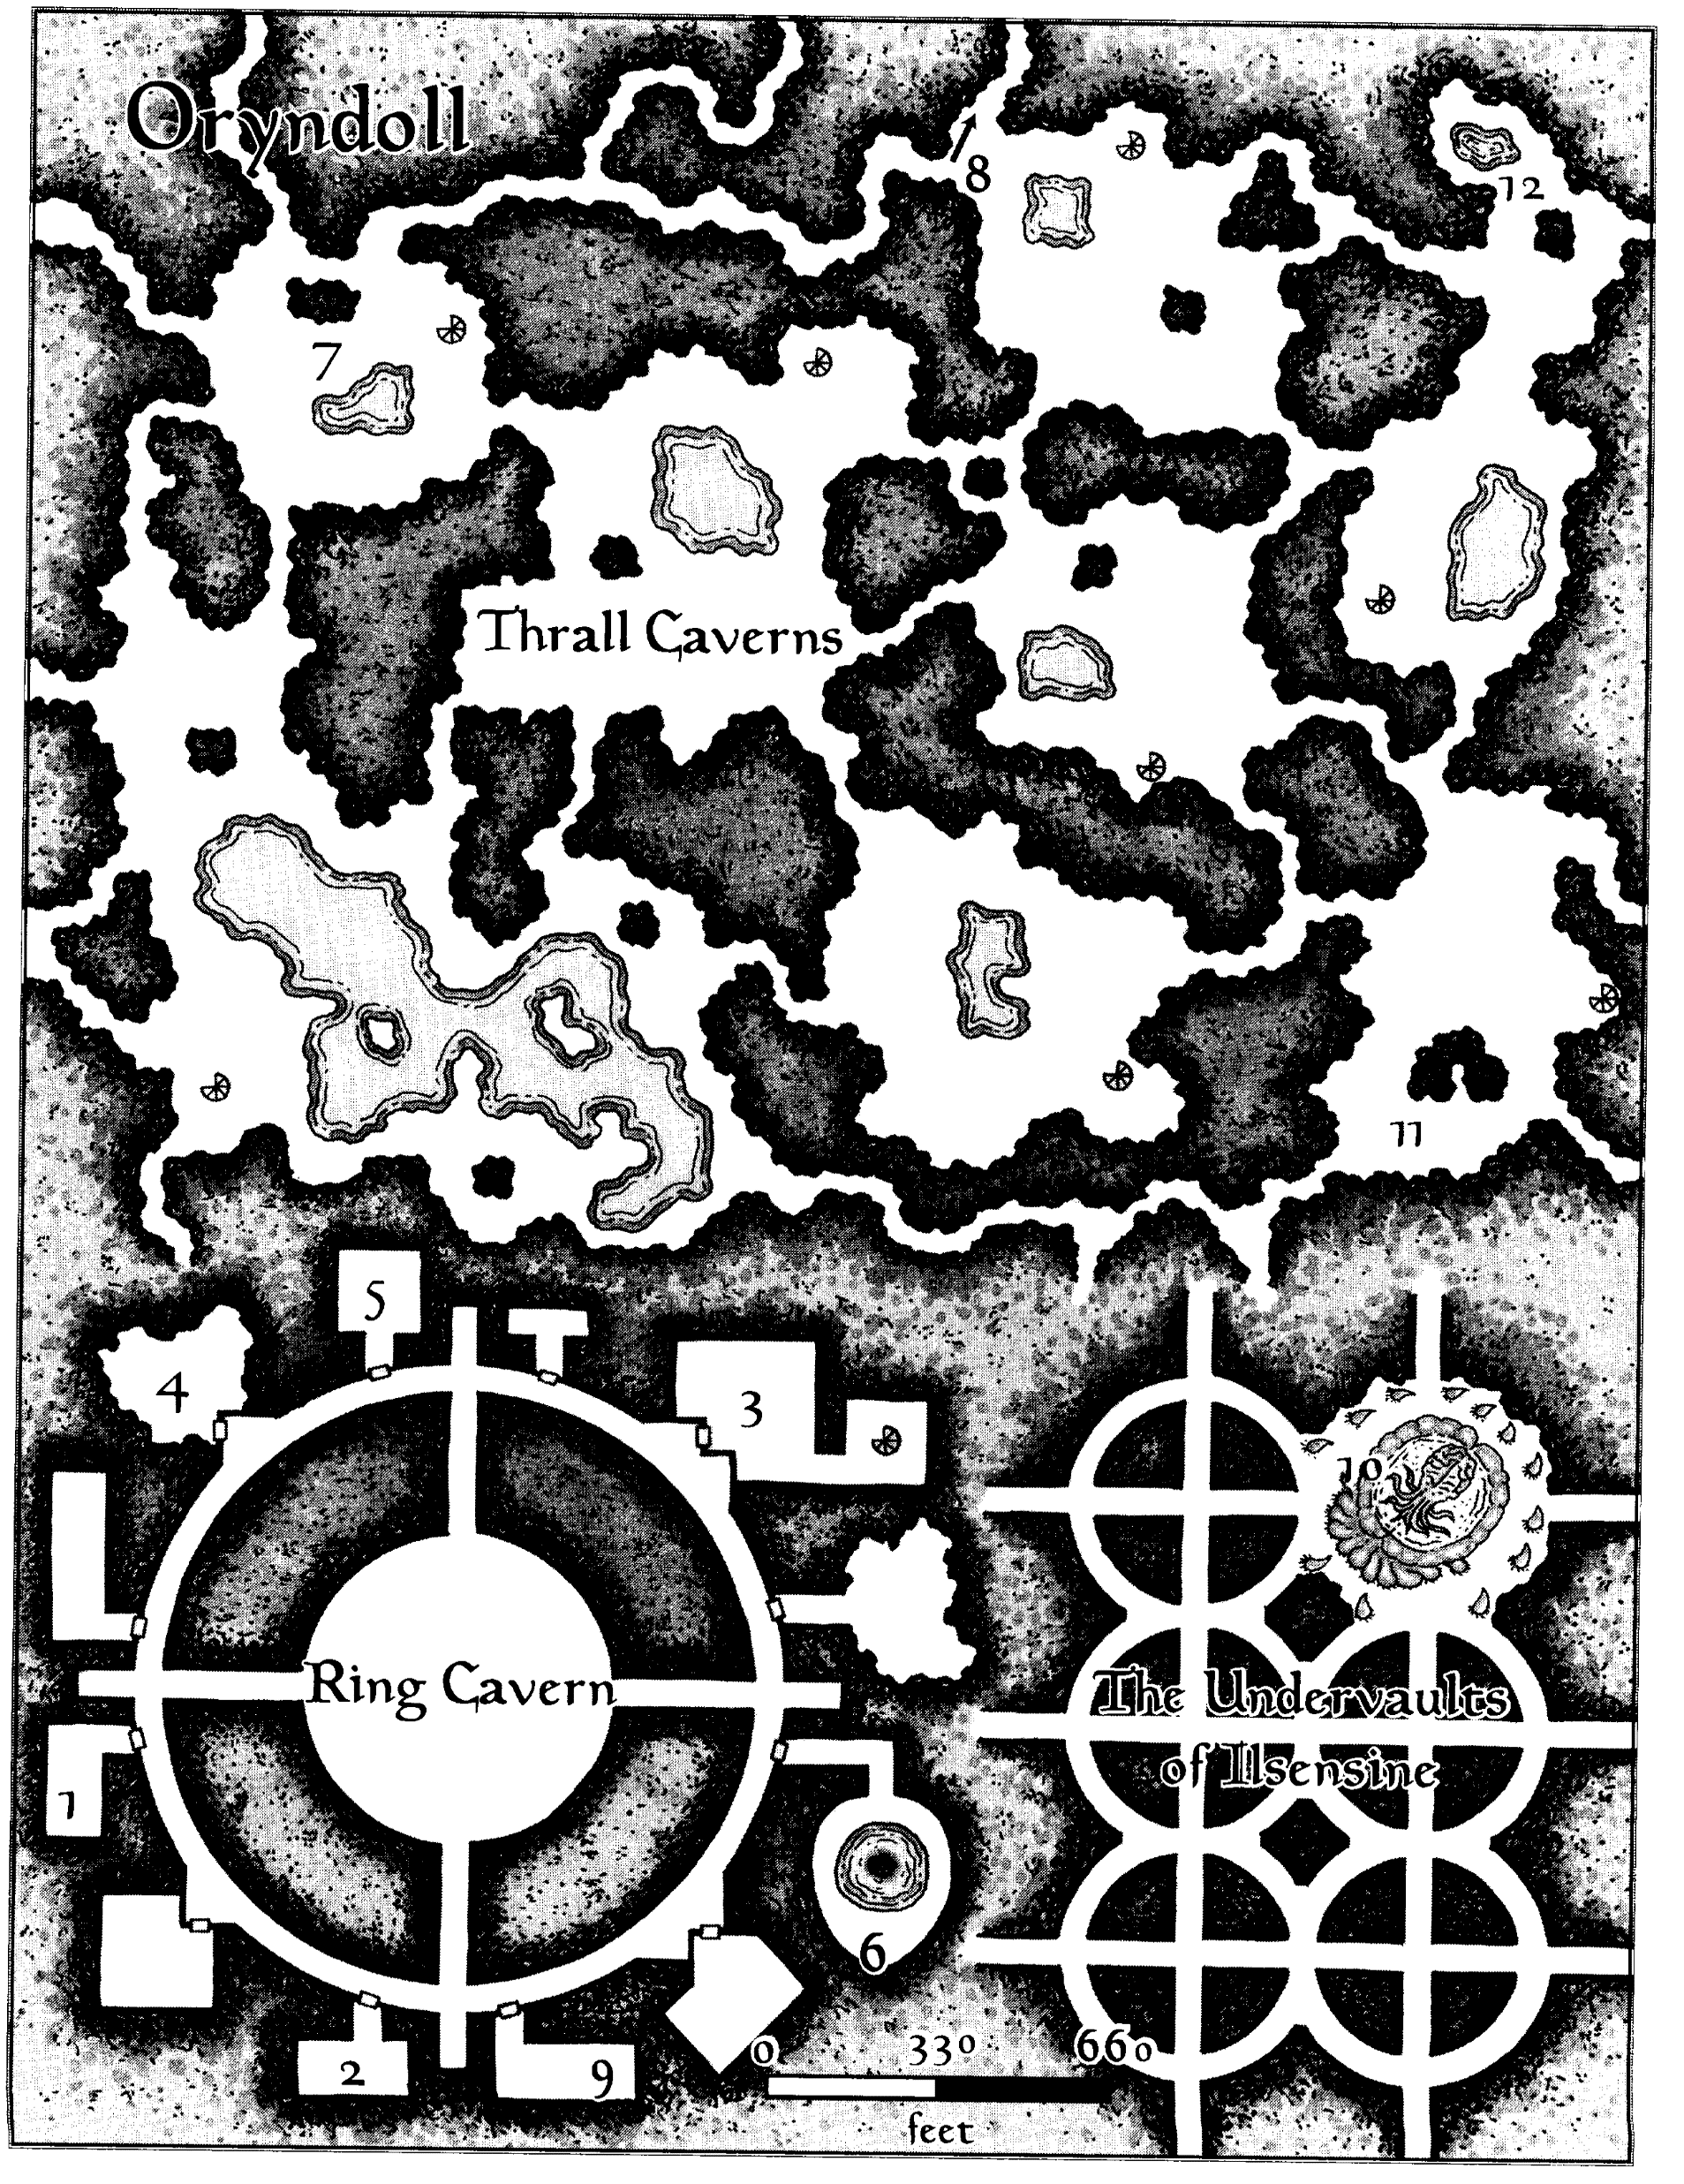 Oryndoll
8
12
7
Thrall Caverns
11
5
4
3
10
Ring Cavern
The Undervaults
of Ilsensine
1
6
2
9
0 330 660
feet